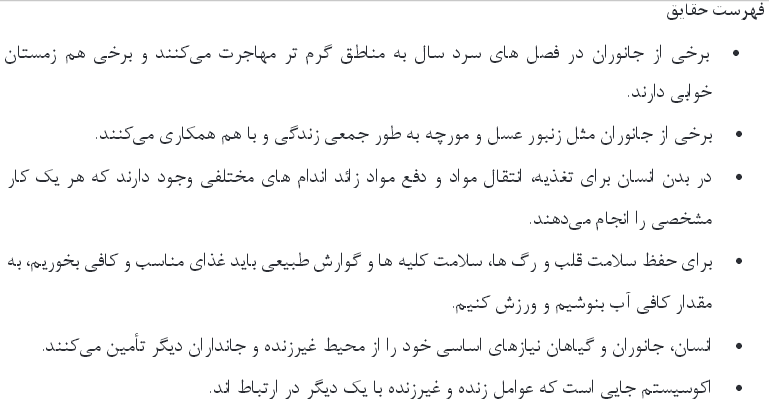 فهرست حقایق
• برخی از جانوران در فصل های سرد سال به مناطق گرم تر مهاجرت می‌کنند و برخی هم زمستان
خوابی دارند.
• برخی از جانوران مثل زنبور عسل و مورچه به طور جمعی زندگی و با هم همکاری می‌کنند.
• در بدن انسان برای تغذیه، انتقال مواد و دفع مواد زائد اندام های مختلفی وجود دارند که هر یک کار
مشخصی را انجام می‌دهند.
• برای حفظ سلامت قلب و رگ ها، سلامت کلیه ها و گوارش طبیعی باید غذای مناسب و کافی بخوریم، به
مقدار کافی آب بنوشیم و ورزش کنیم.
• انسان، جانوران و گیاهان نیازهای اساسی خود را از محیط غیرزنده و جانداران دیگر تأمین می‌کنند.
• اکوسیستم جایی است که عوامل زنده و غیرزنده با یک دیگر در ارتباط اند.